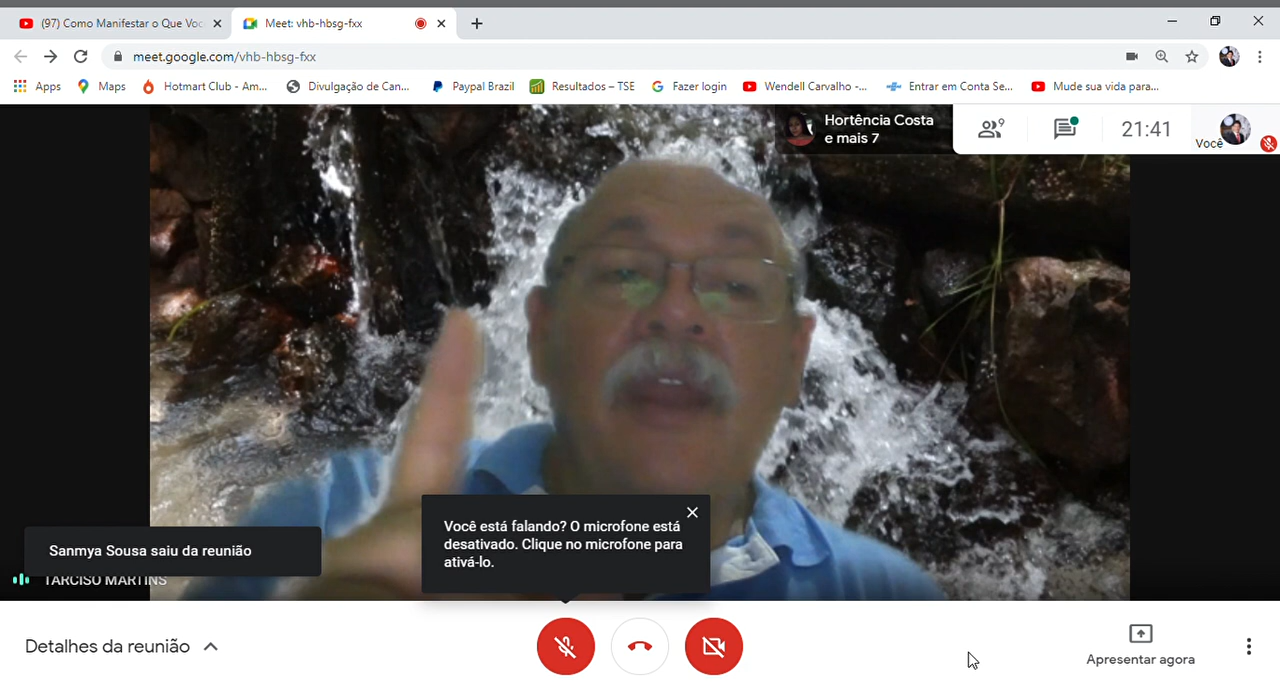 (97) Como Manifestar o Que Voc
Meet: vhb-hbsg-fxx
meet.google.com/vhb-hbsg-fxx
Apps
Maps
Hotmart Club - Am...
Divulgação de Can...
Paypal Brazil
Resultados – TSE
Fazer login
Wendell Carvalho -...
Entrar em Conta Se...
Mude sua vida para...
Hortência Costa
e mais 7
9
21:41
Você
Você está falando? O microfone está
desativado. Clique no microfone para
ativá-lo.
Sanmya Sousa saiu da reunião
TARCISO MARTINS
Detalhes da reunião
Apresentar agora